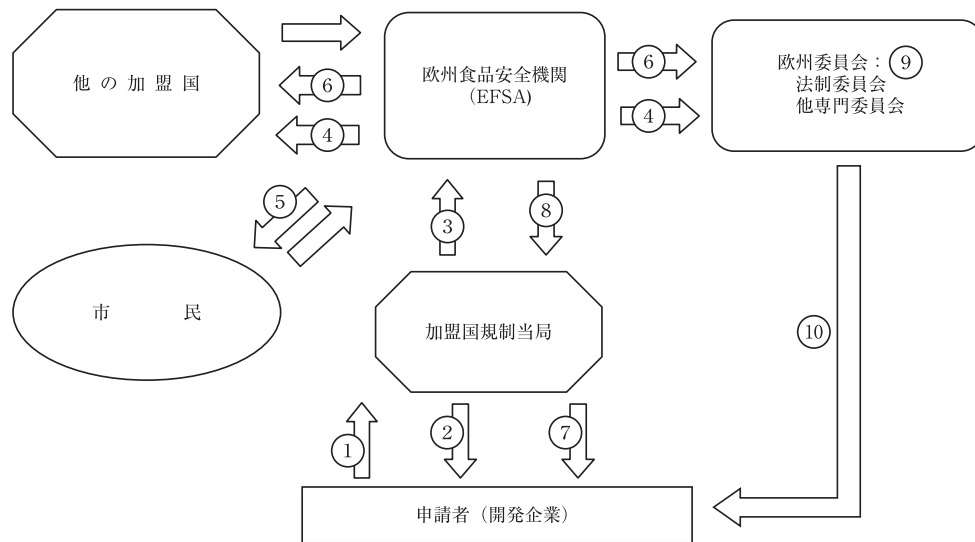 他の加盟国
⑥
④
欧州食品安全機関
（EFSA)
⑥
④
欧州委員会：⑨
法制委員会
他専門委員会
⑤
③
⑧
市民
加盟国規制当局
⑩
①
②
⑦
申請者（開発企業）